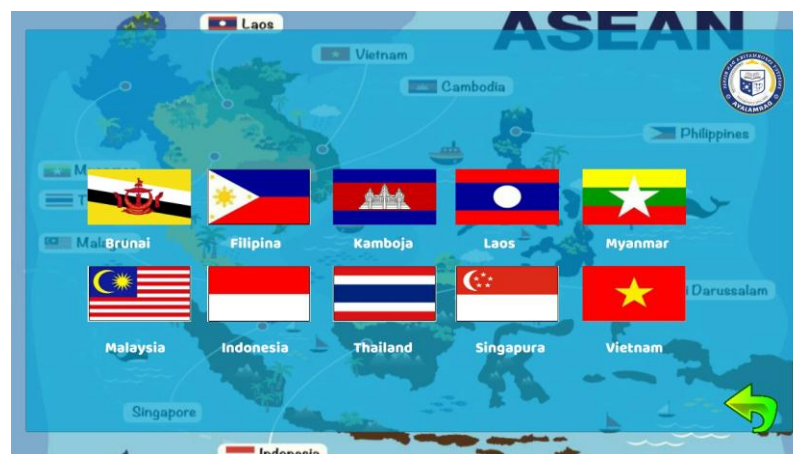 ASEAN
Laos
Vietnam
Cambodia
Philippines
Brunai
Filipina
Kamboja
Laos
Myanmar
Darussalam
Malaysia
Indonesia
Thailand
Singapura
Vietnam
Singapore
Indonesia